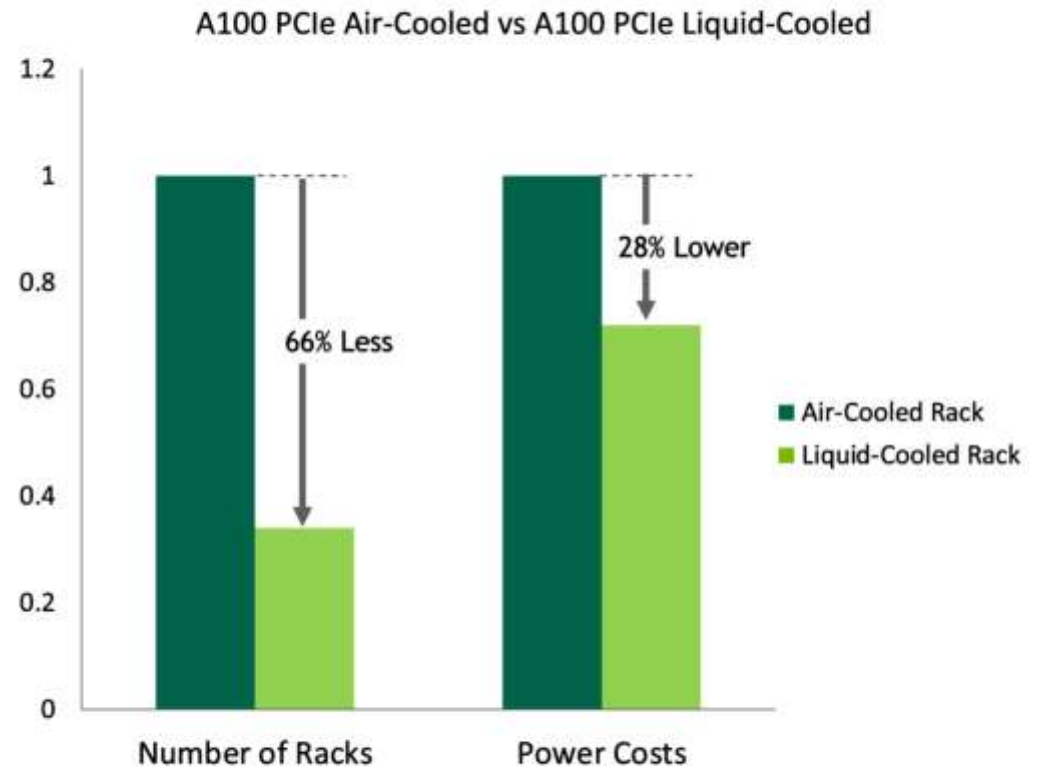 A100 PCIe Air-Cooled vs A100 PCIe Liquid-Cooled
1.2
1
0.8
0.6
0.4
0.2
0
66% Less
28% Lower
Air-Cooled Rack
Liquid-Cooled Rack
Number of Racks
Power Costs